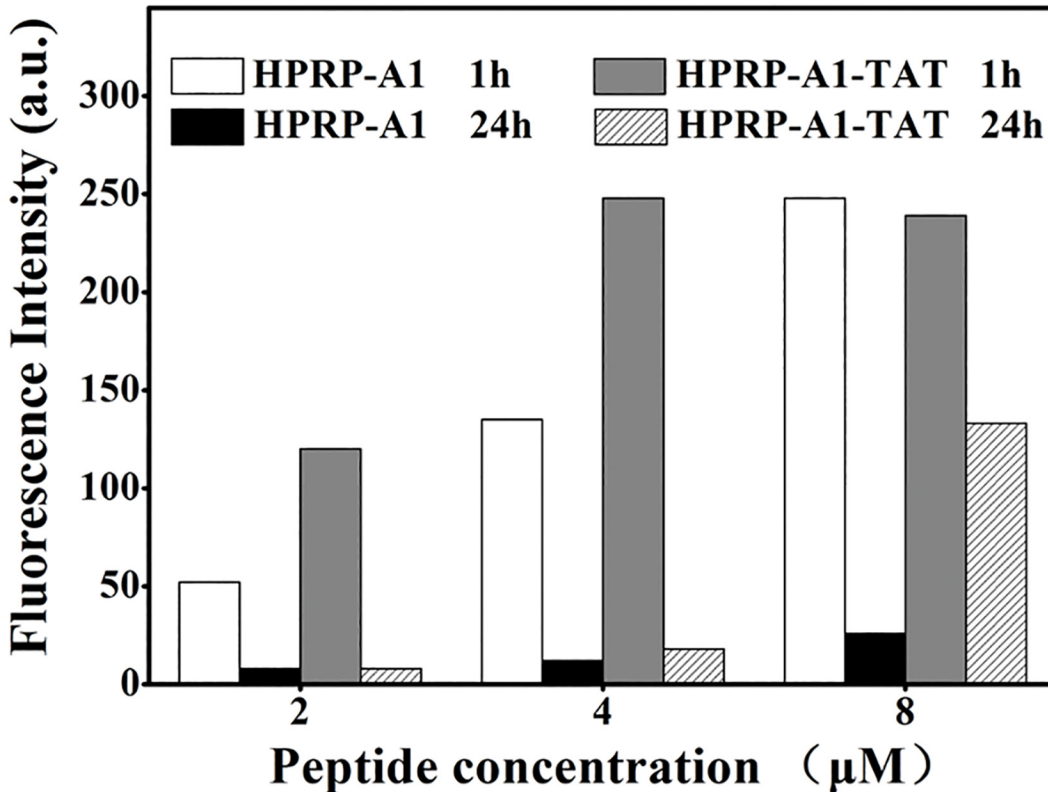 Fluorescence Intensity (a.u.)
300
250
200
150
100
50
0
HPRP-A1 1h
HPRP-A1-TAT 1h
HPRP-A1 24h
HPRP-A1-TAT 24h
2
4
8
Peptide concentration （μM）